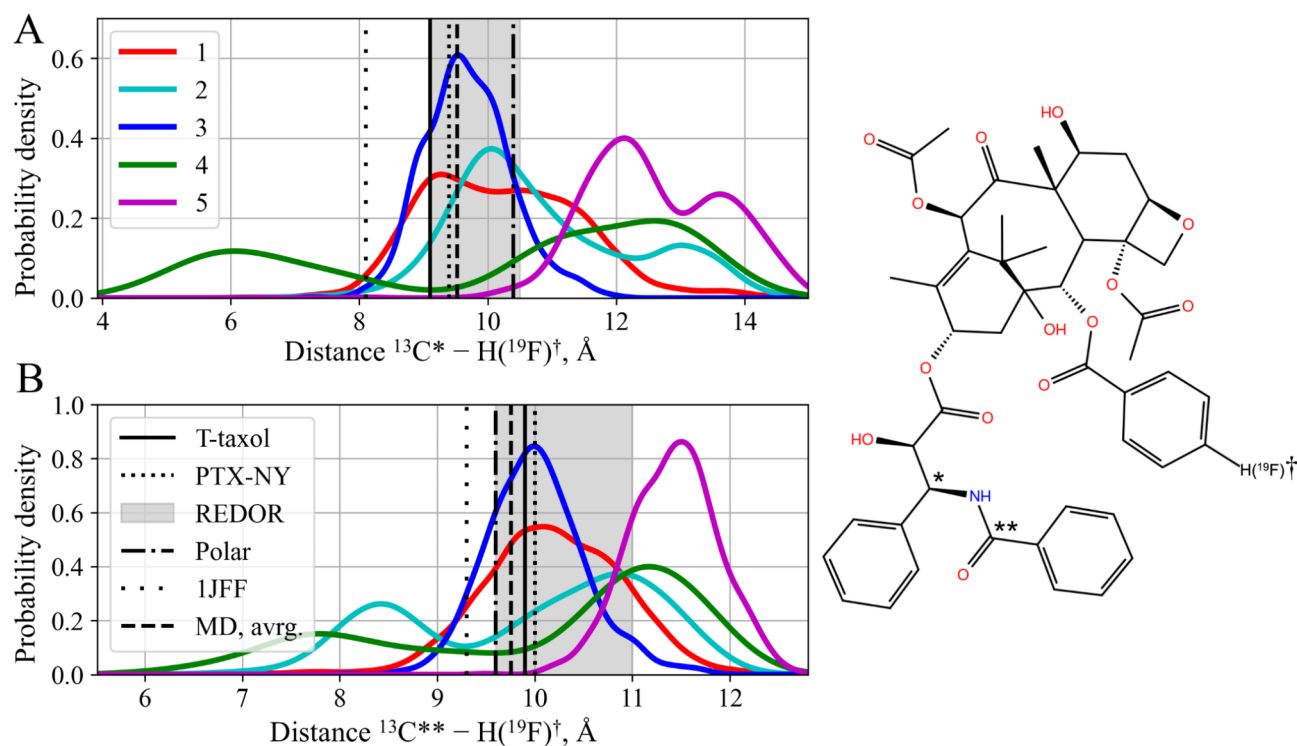 A
Probability density
0.6
0.4
0.2
0.0
1
2
3
4
5
4
6
8
10
12
14
Distance ¹³C* − H(¹⁹F)†, Å
B
Probability density
1.0
0.8
0.6
0.4
0.2
0.0
T-taxol
PTX-NY
REDOR
Polar
1JFF
MD, avrg.
6
7
8
9
10
11
12
Distance ¹³C** − H(¹⁹F)†, Å
HO
O
O
O
O
O
O
OH
O
O
O
O
O
HO
*
NH
H(¹⁹F)†
**
O